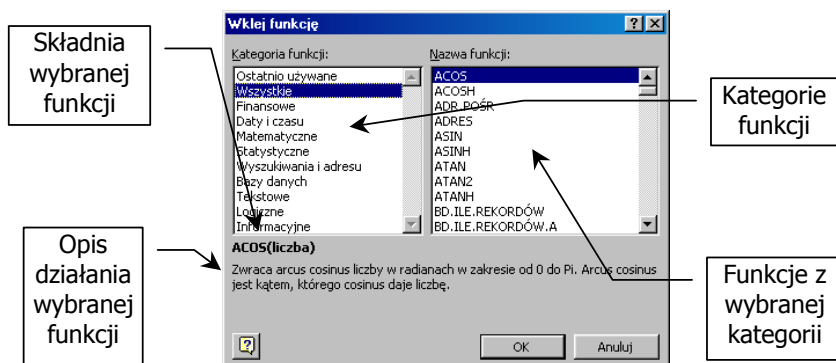 Składnia
wybranej
funkcji
Opis
działania
wybranej
funkcji
Wklej funkcję
Kategoria funkcji:
Ostatnio używane
Wszystkie
Finansowe
Daty i czasu
Matematyczne
Statystyczne
Wyszukiwania i adresu
Bazy danych
Tekstowe
Logiczne
Informacyjne
Nazwa funkcji:
ACOS
ACOSH
ADR.POŚR
ADRES
ASIN
ASINH
ATAN
ATAN2
ATANH
BD.ILE.REKORDÓW
BD.ILE.REKORDÓW.A
ACOS(liczba)
Zwraca arcus cosinus liczby w radianach w zakresie od 0 do Pi. Arcus cosinus
jest kątem, którego cosinus daje liczbę.
OK
Anuluj
Kategorie
funkcji
Funkcje z
wybranej
kategorii